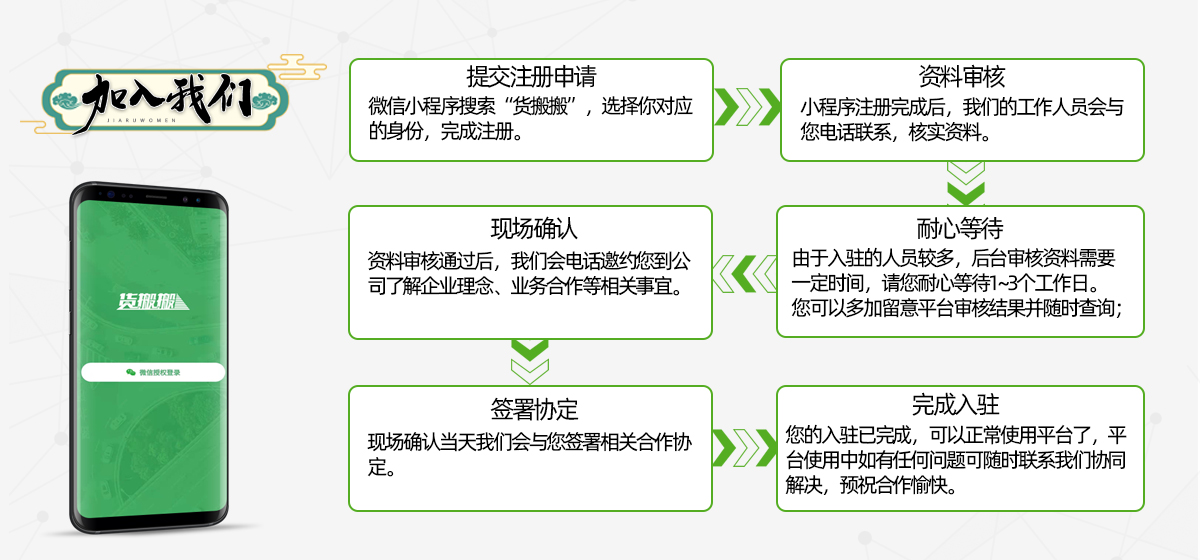 加入我们
JIARUWOMEN
提交注册申请
微信小程序搜索“货搬搬”，选择你对应
的身份，完成注册。
资料审核
小程序注册完成后，我们的工作人员会与
您电话联系，核实资料。
耐心等待
由于入驻的人员较多，后台审核资料需要
一定时间，请您耐心等待1~3个工作日。
您可以多加留意平台审核结果并随时查询；
现场确认
资料审核通过后，我们会电话邀约您到公
司了解企业理念、业务合作等相关事宜。
签署协定
现场确认当天我们会与您签署相关合作协
定。
完成入驻
您的入驻已完成，可以正常使用平台了，平
台使用中如有任何问题可随时联系我们协同
解决，预祝合作愉快。
货搬搬
微信授权登录